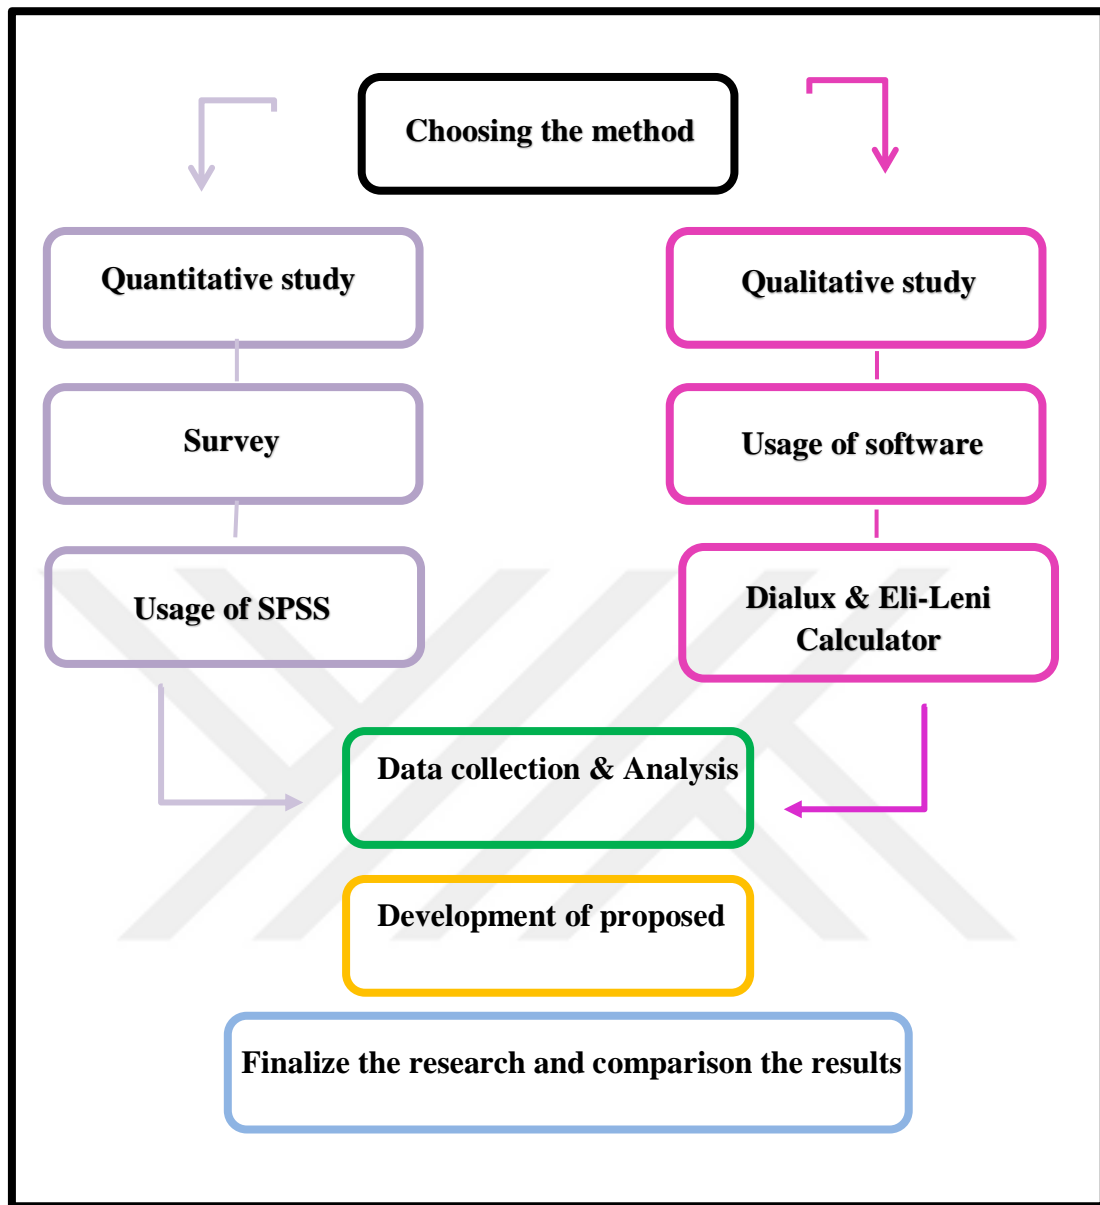 Choosing the method
Quantitative study
Qualitative study
Survey
Usage of software
Usage of SPSS
Dialux & Eli-Leni
Calculator
Data collection & Analysis
Development of proposed
Finalize the research and comparison the results